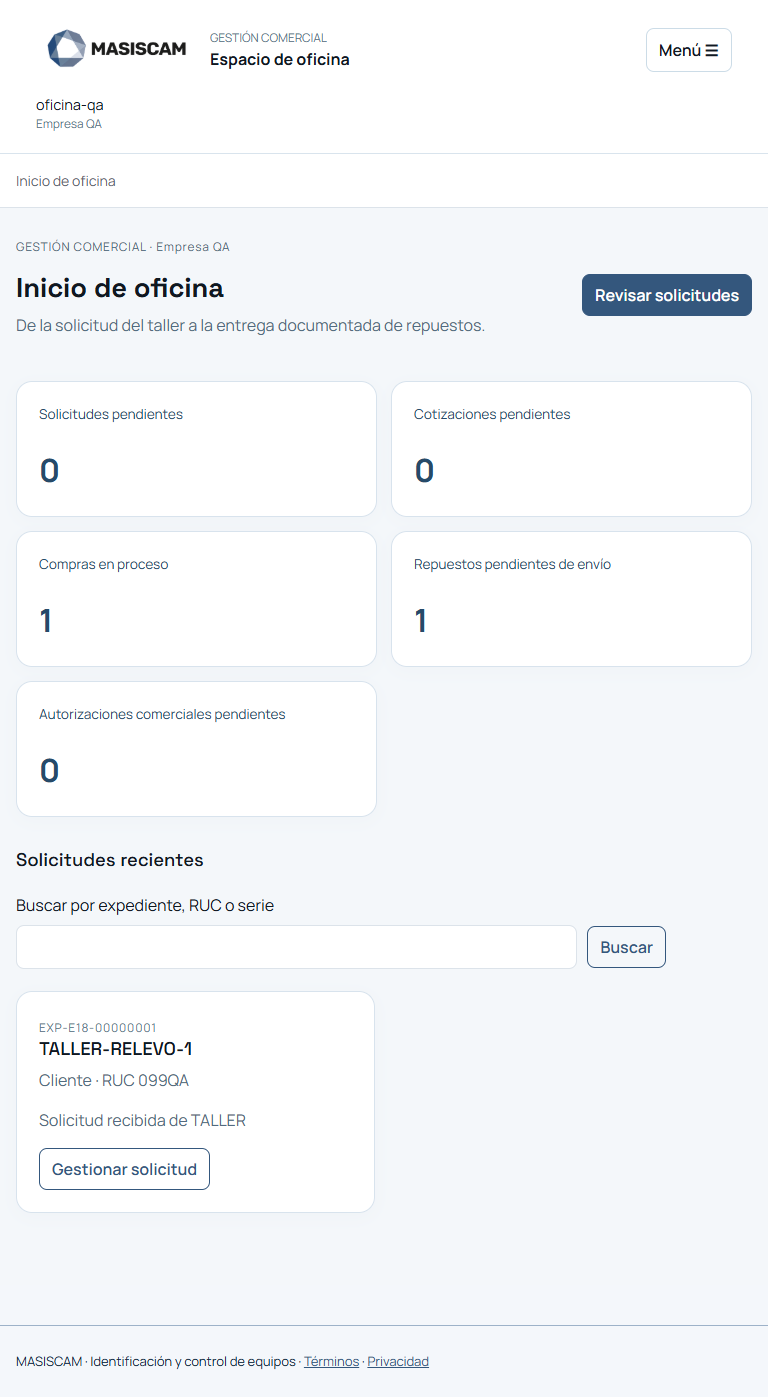 MASISCAM
GESTIÓN COMERCIAL
Espacio de oficina
Menú ☰
oficina-qa
Empresa QA
Inicio de oficina
GESTIÓN COMERCIAL · Empresa QA
Inicio de oficina
Revisar solicitudes
De la solicitud del taller a la entrega documentada de repuestos.
Solicitudes pendientes
0
Cotizaciones pendientes
0
Compras en proceso
1
Repuestos pendientes de envío
1
Autorizaciones comerciales pendientes
0
Solicitudes recientes
Buscar por expediente, RUC o serie
Buscar
EXP-E18-00000001
TALLER-RELEVO-1
Cliente · RUC 099QA
Solicitud recibida de TALLER
Gestionar solicitud
MASISCAM · Identificación y control de equipos · Términos · Privacidad